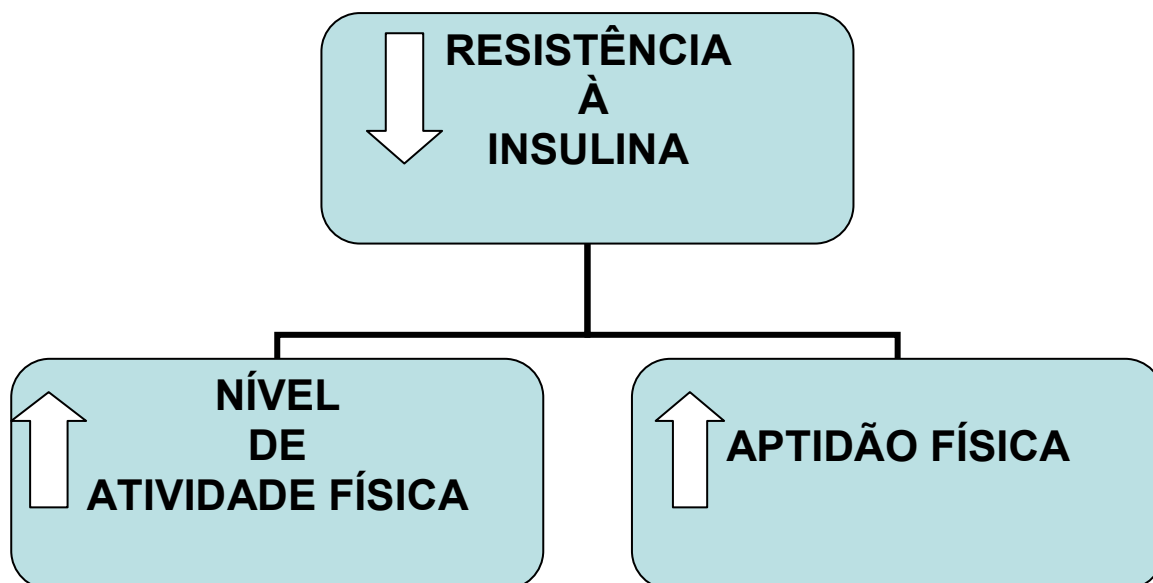 RESISTÊNCIA
À
INSULINA
NÍVEL
DE
ATIVIDADE FÍSICA
APTIDÃO FÍSICA